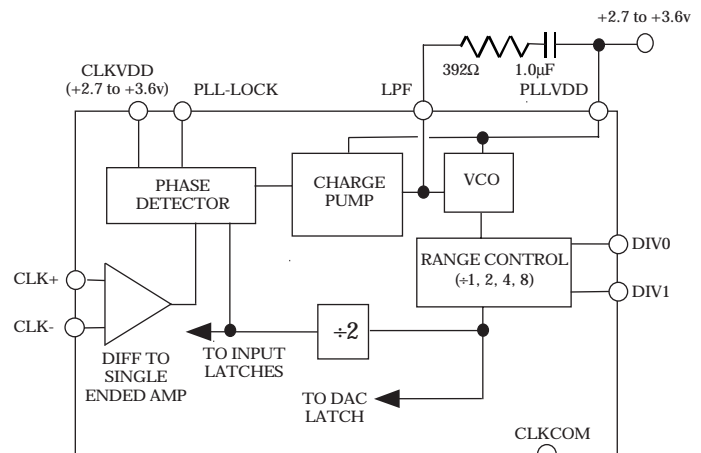 +2.7 to +3.6v
392Ω
1.0µF
CLKVDD
(+2.7 to +3.6v)
PLL-LOCK
LPF
PLLVDD
PHASE
DETECTOR
CHARGE
PUMP
VCO
CLK+
CLK-
RANGE CONTROL
(÷1, 2, 4, 8)
DIV0
DIV1
÷2
DIFF TO
SINGLE
ENDED AMP
TO INPUT
LATCHES
TO DAC
LATCH
CLKCOM